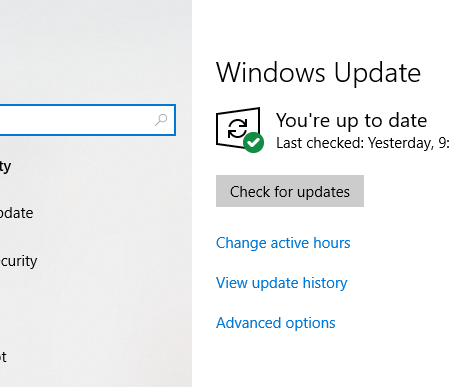 Windows Update
You're up to date
Last checked: Yesterday, 9:
Check for updates
Change active hours
View update history
Advanced options
ty
pdate
curity
ot